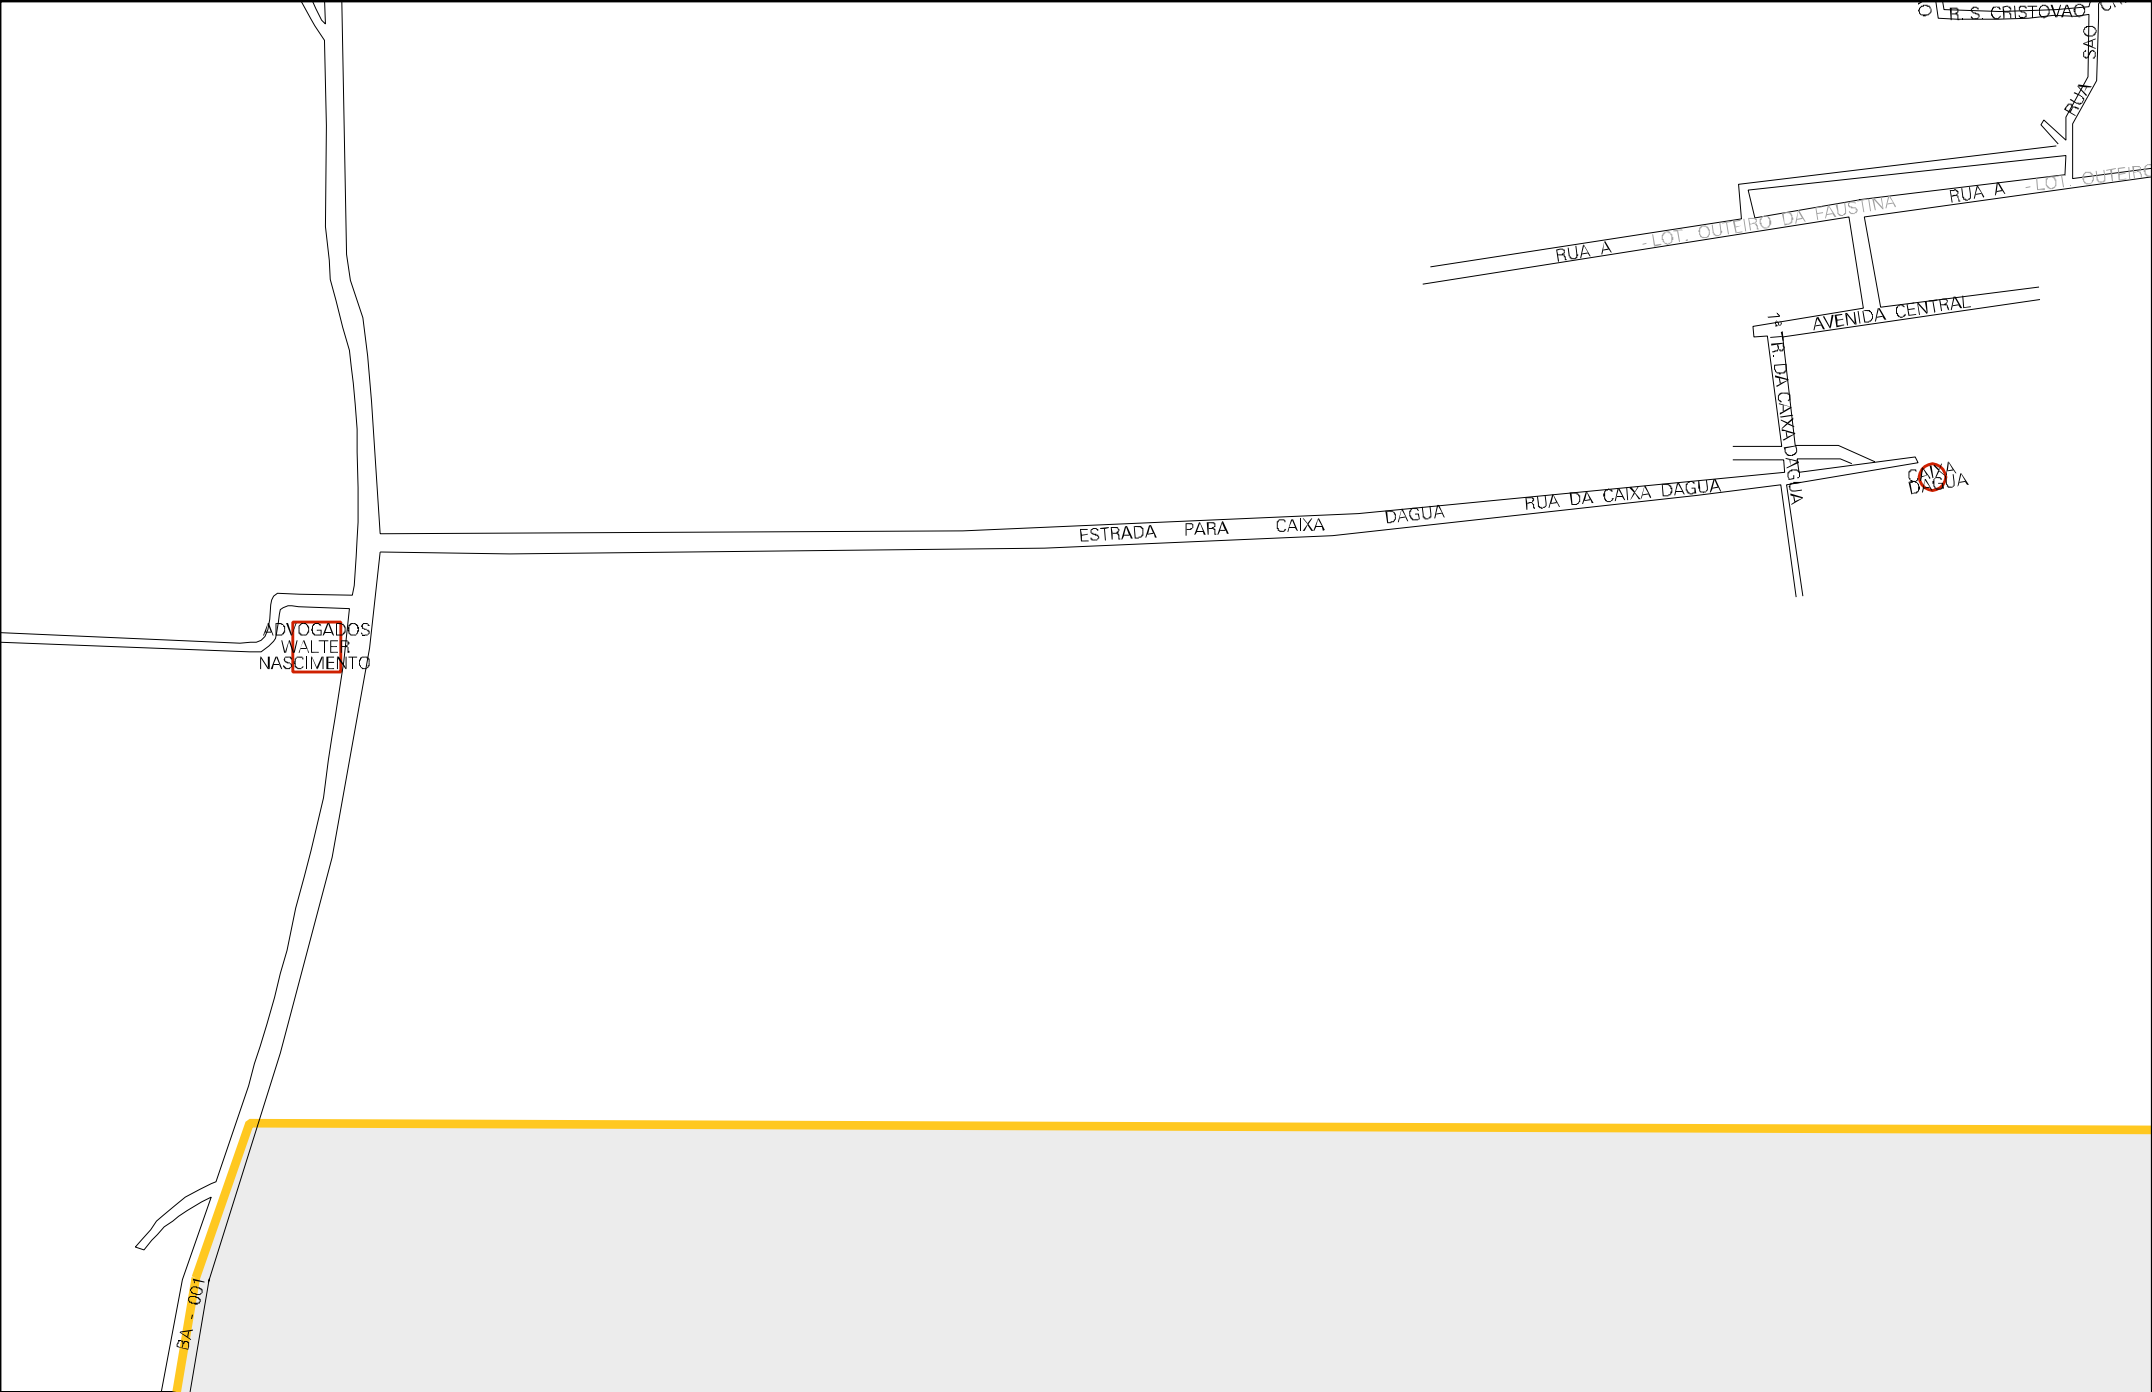 R. S. CRISTOVAO
RUA SAO
RUA A - LOT. OUTEIRO
RUA A - LOT. OUTEIRO DA FAUSTINA
AVENIDA CENTRAL
1ª TR. DA CAIXA DAGUA
CAIXA
DAGUA
RUA DA CAIXA DAGUA
ESTRADA PARA CAIXA DAGUA
ADVOGADOS
WALTER
NASCIMENTO
BA - 001